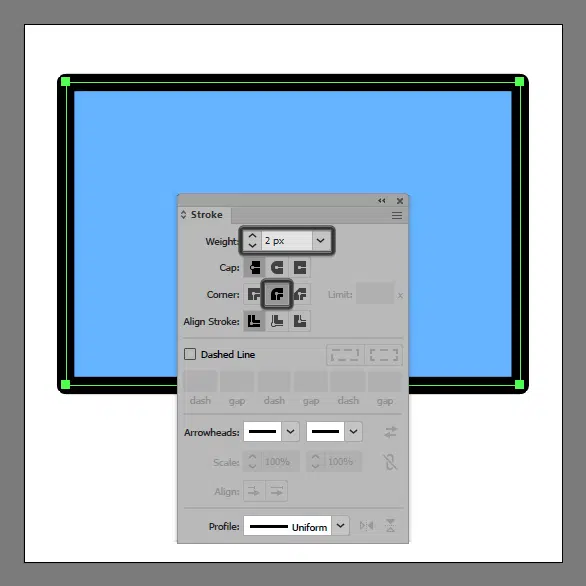 Stroke
Weight: 2 px
Cap:
Corner: Limit: x
Align Stroke:
Dashed Line
dash gap dash gap dash gap
Arrowheads:
Scale: 100% 100%
Align:
Profile: Uniform